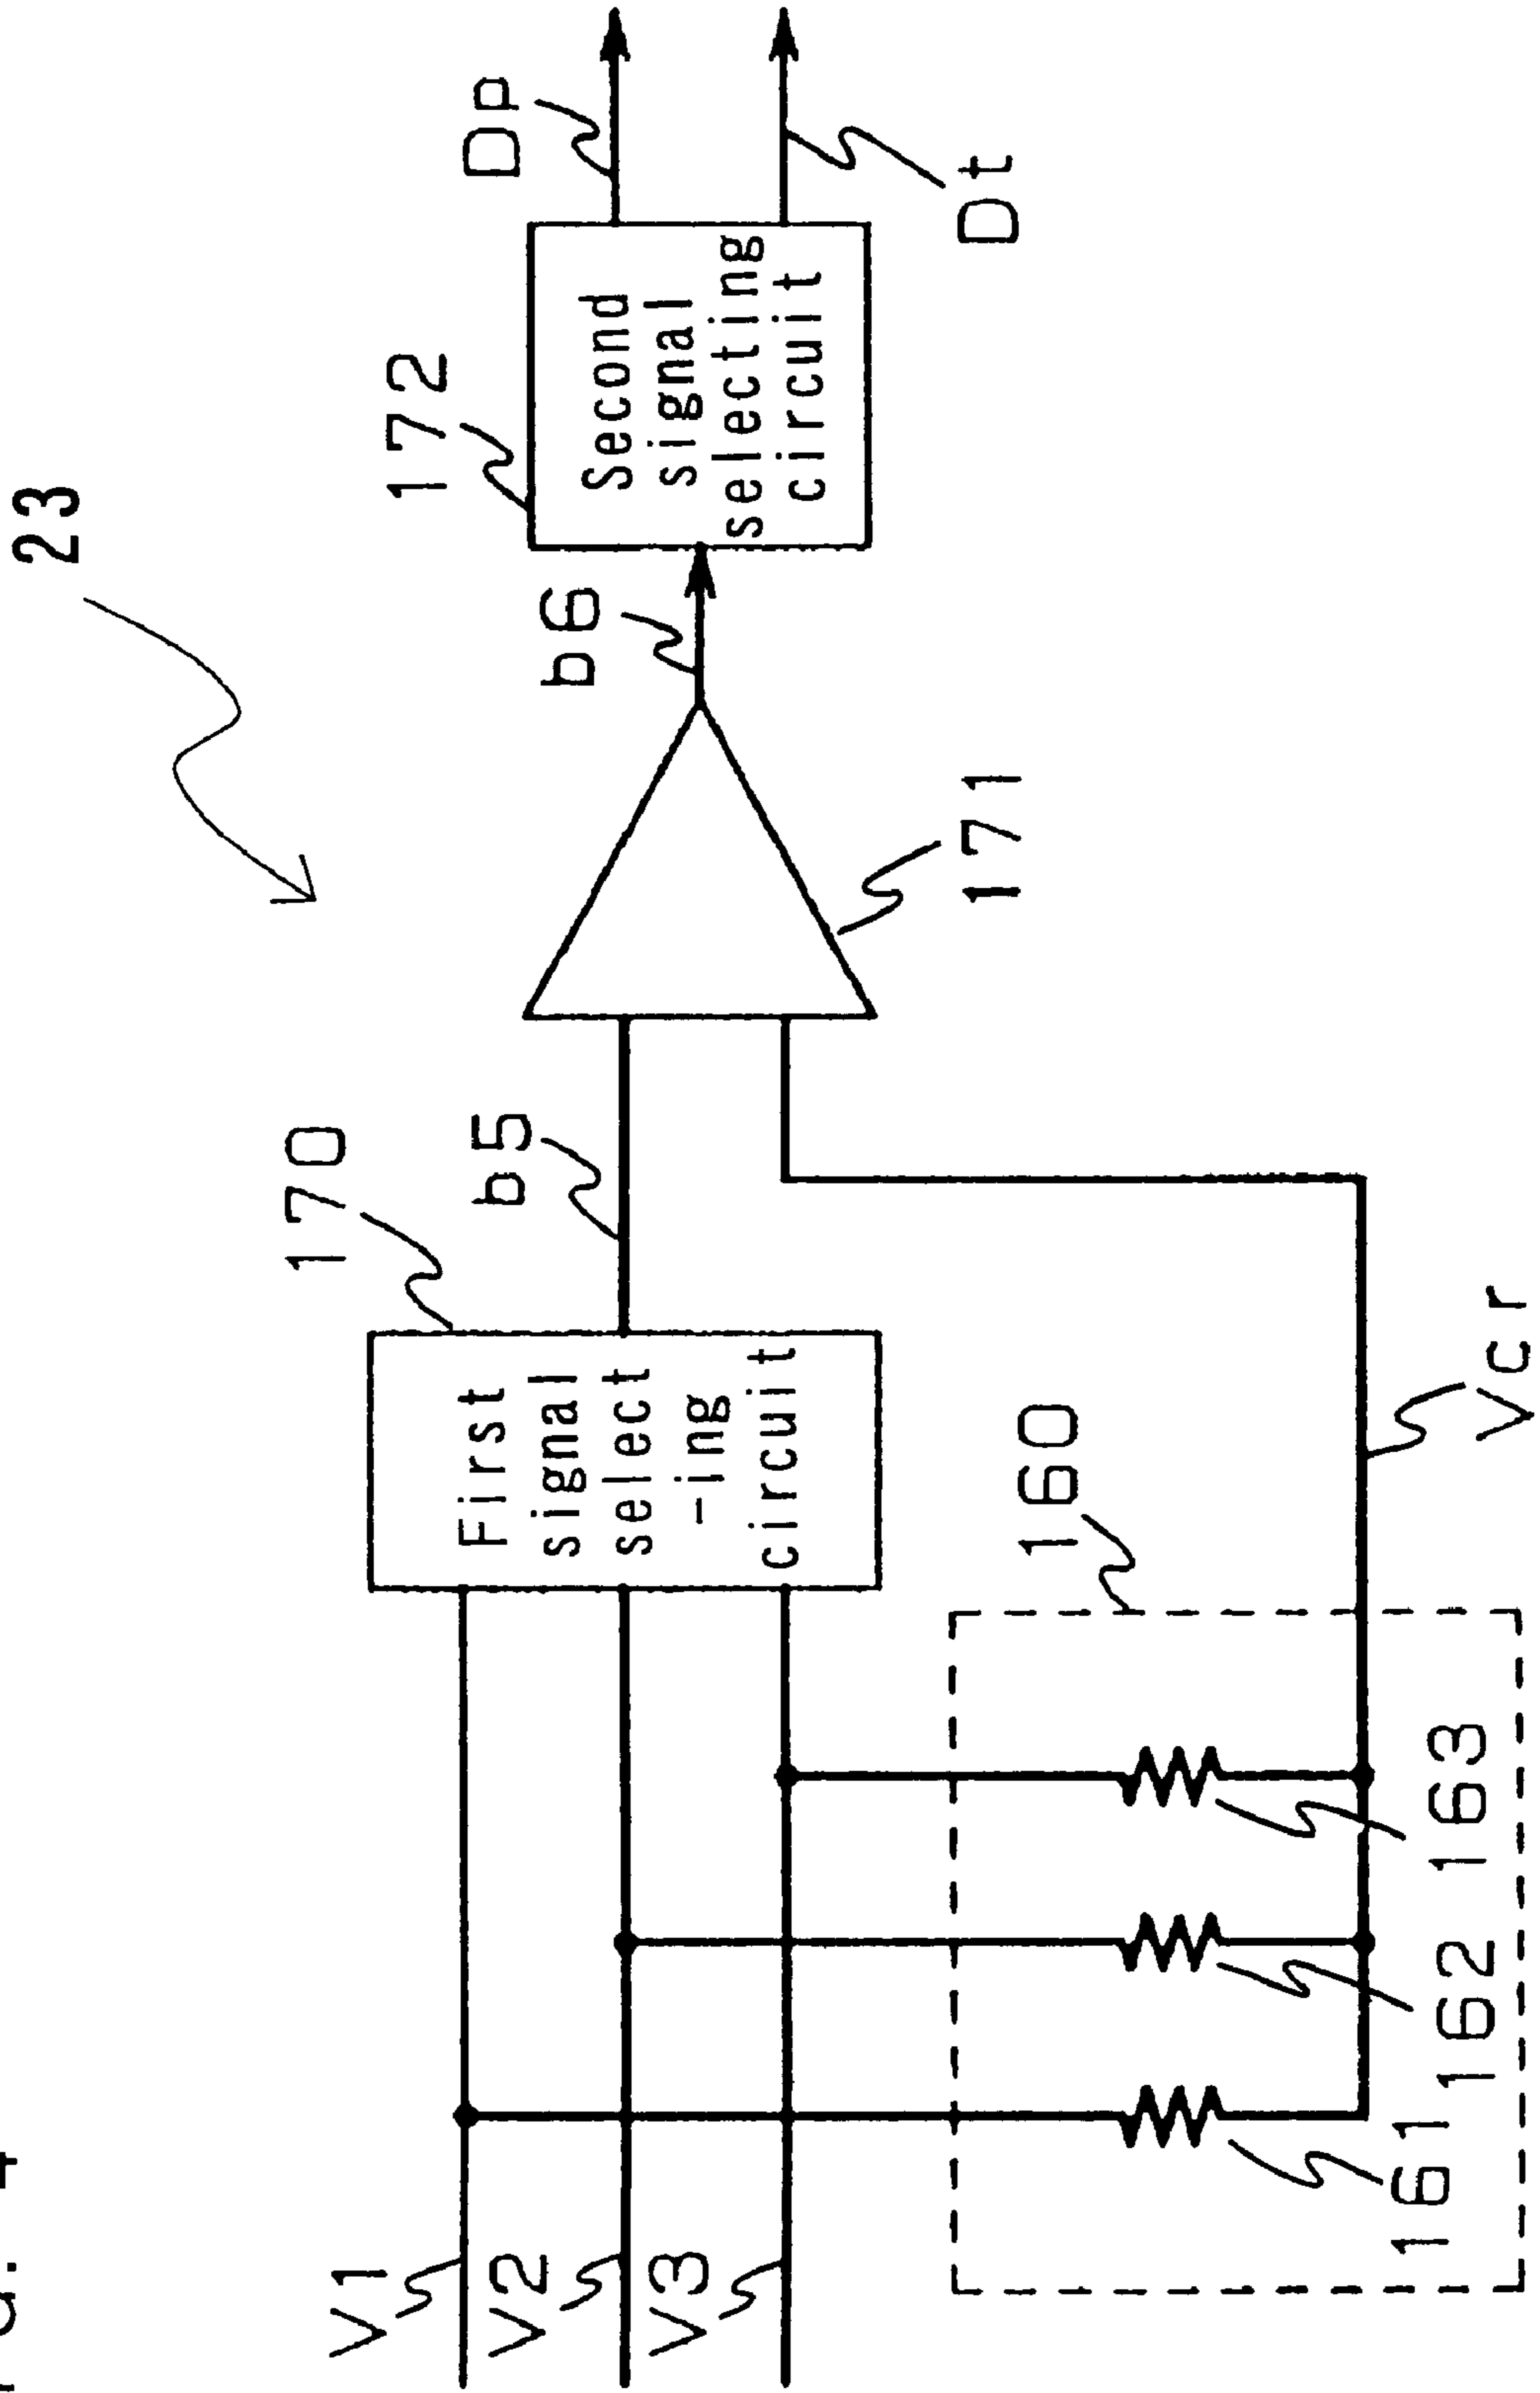 23
170
First
signal
select
-ing
circuit
b5
171
b6
172
Second
signal
selecting
circuit
Dp
Dt
V1
V2
V3
160
161
162
163
Vcr